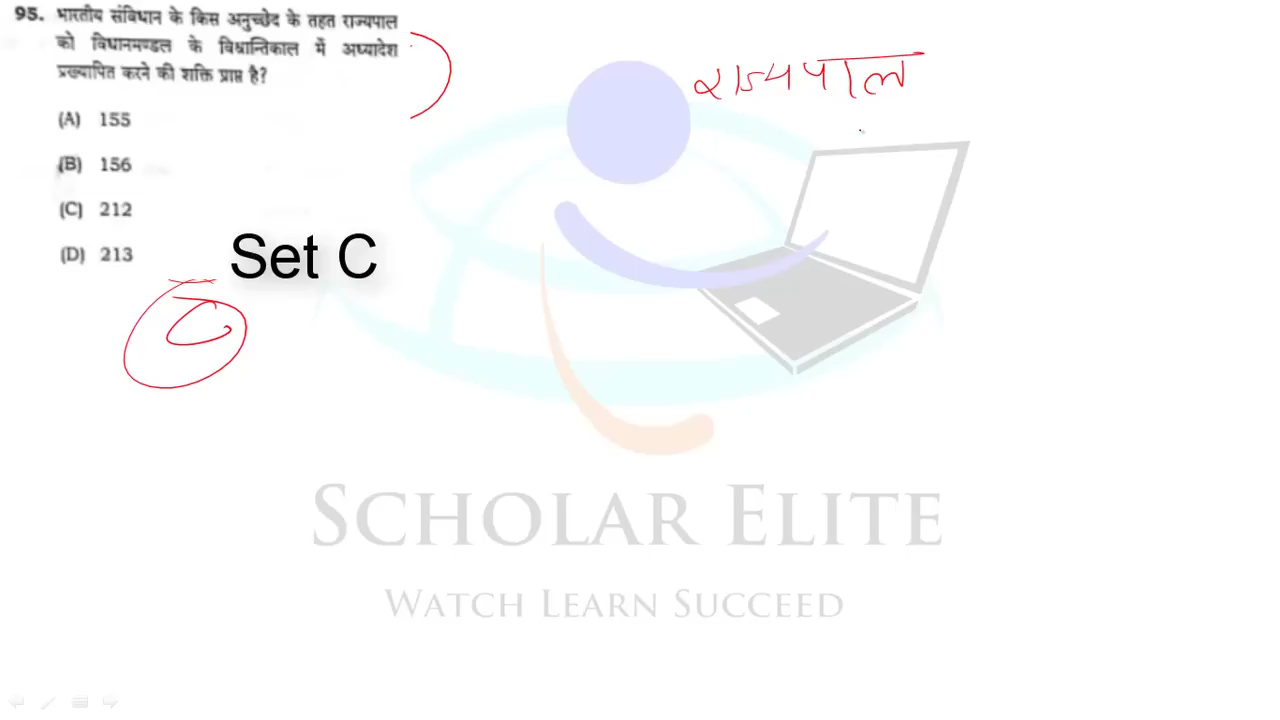 95. भारतीय संविधान के किस अनुच्छेद के तहत राज्यपाल
को विधानमण्डल के विश्रान्तिकाल में अध्यादेश
प्रख्यापित करने की शक्ति प्राप्त है?
(A) 155
(B) 156
(C) 212
(D) 213
Set C
राज्यपाल
SCHOLAR ELITE
WATCH LEARN SUCCEED